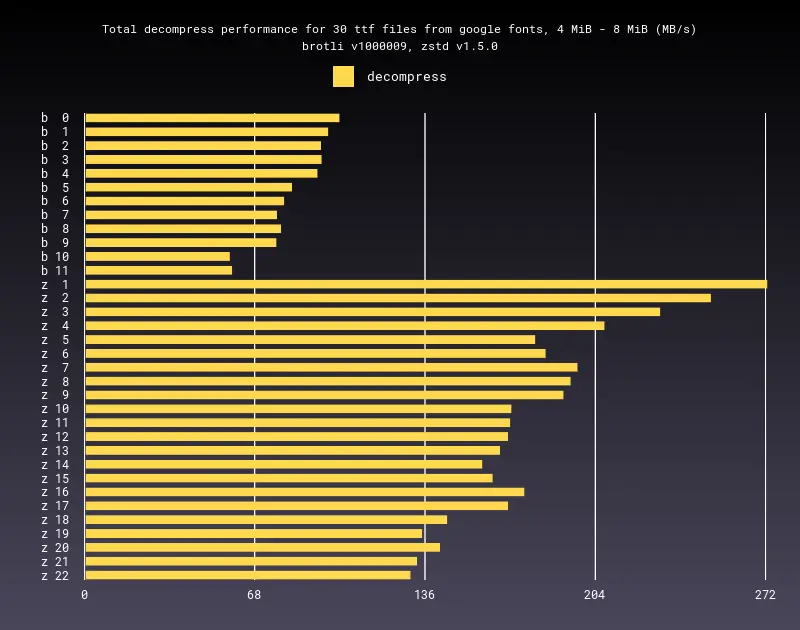 Total decompress performance for 30 ttf files from google fonts, 4 MiB - 8 MiB (MB/s)
brotli v1000009, zstd v1.5.0
decompress
b 0
b 1
b 2
b 3
b 4
b 5
b 6
b 7
b 8
b 9
b 10
b 11
z 1
z 2
z 3
z 4
z 5
z 6
z 7
z 8
z 9
z 10
z 11
z 12
z 13
z 14
z 15
z 16
z 17
z 18
z 19
z 20
z 21
z 22
0 68 136 204 272